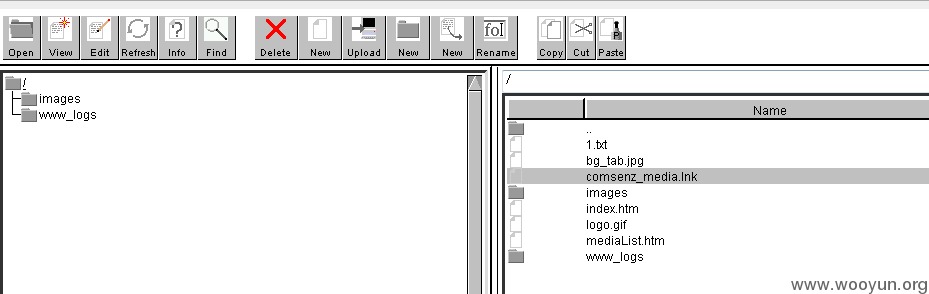 Open View Edit Refresh Info Find Delete New Upload New New Rename Copy Cut Paste
fol
P
/
images
www_logs
/
Name
..
1.txt
bg_tab.jpg
comsenz_media.lnk
images
index.htm
logo.gif
mediaList.htm
www_logs
www.wooyun.org